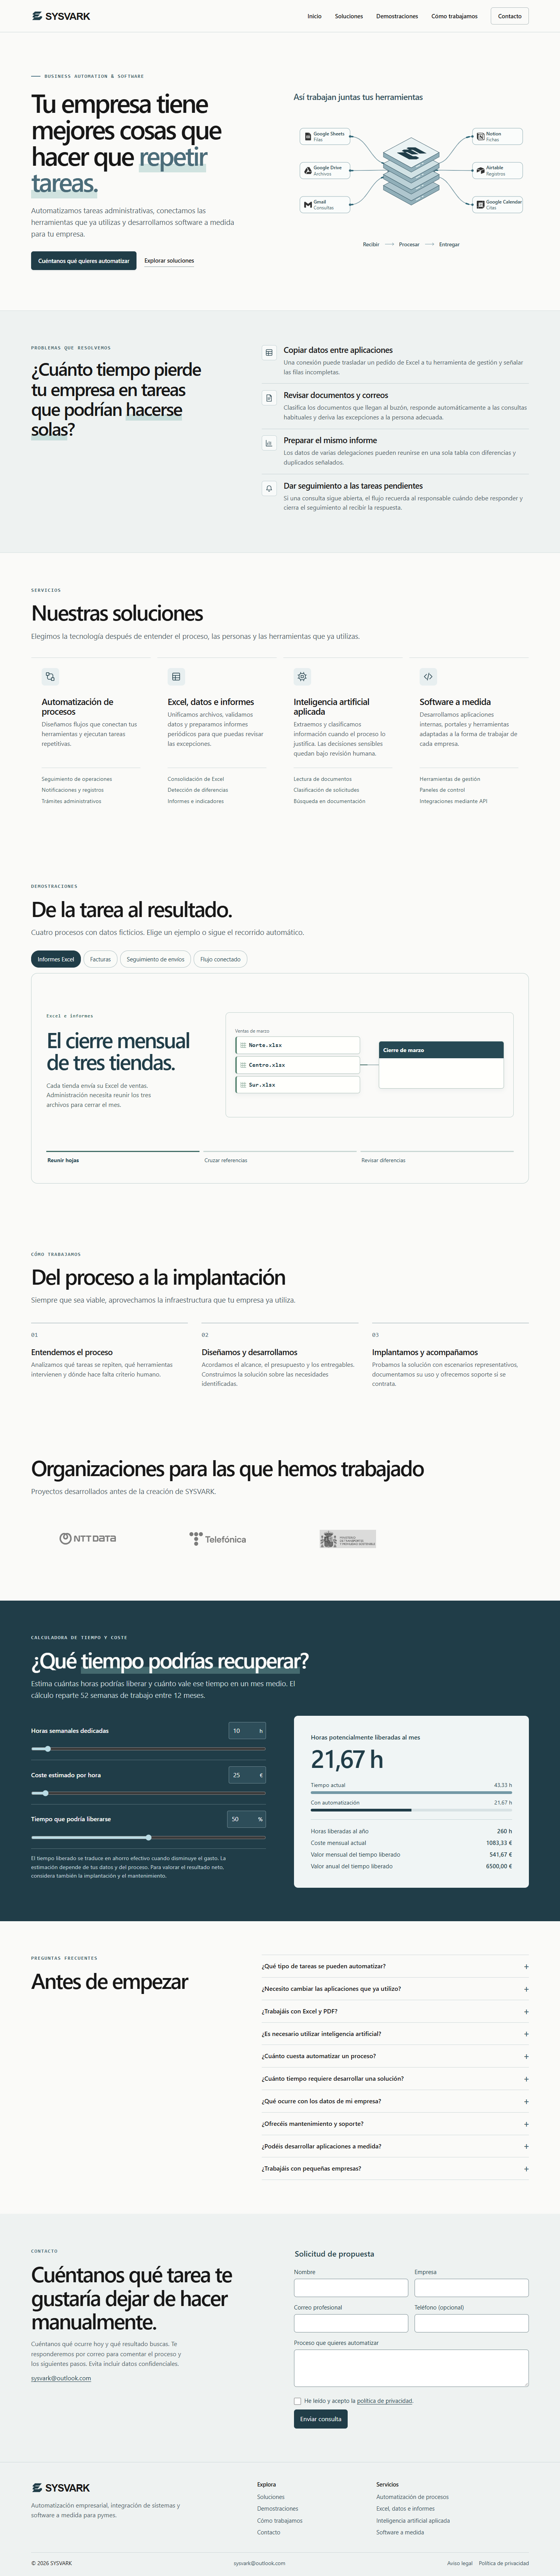 SYSVARK
Inicio
Soluciones
Demostraciones
Cómo trabajamos
Contacto
BUSINESS AUTOMATION & SOFTWARE
Tu empresa tiene
mejores cosas que
hacer que repetir
tareas.
Automatizamos tareas administrativas, conectamos las
herramientas que ya utilizas y desarrollamos software a medida
para tu empresa.
Cuéntanos qué quieres automatizar
Explorar soluciones
Así trabajan juntas tus herramientas
Google Sheets
Filas
Google Drive
Archivos
Gmail
Consultas
Notion
Fichas
Airtable
Registros
Google Calendar
Citas
Recibir
Procesar
Entregar
PROBLEMAS QUE RESOLVEMOS
¿Cuánto tiempo pierde
tu empresa en tareas
que podrían hacerse
solas?
Copiar datos entre aplicaciones
Una conexión puede trasladar un pedido de Excel a tu herramienta de gestión y señalar
las filas incompletas.
Revisar documentos y correos
Clasifica los documentos que llegan al buzón, responde automáticamente a las consultas
habituales y deriva las excepciones a la persona adecuada.
Preparar el mismo informe
Los datos de varias delegaciones pueden reunirse en una sola tabla con diferencias y
duplicados señalados.
Dar seguimiento a las tareas pendientes
Si una consulta sigue abierta, el flujo recuerda al responsable cuándo debe responder y
cierra el seguimiento al recibir la respuesta.
SERVICIOS
Nuestras soluciones
Elegimos la tecnología después de entender el proceso, las personas y las herramientas que ya utilizas.
Automatización de
procesos
Diseñamos flujos que conectan tus
herramientas y ejecutan tareas
repetitivas.
Seguimiento de operaciones
Notificaciones y registros
Trámites administrativos
Excel, datos e informes
Unificamos archivos, validamos
datos y preparamos informes
periódicos para que puedas revisar
las excepciones.
Consolidación de Excel
Detección de diferencias
Informes e indicadores
Inteligencia artificial
aplicada
Extraemos y clasificamos
información cuando el proceso lo
justifica. Las decisiones sensibles
quedan bajo revisión humana.
Lectura de documentos
Clasificación de solicitudes
Búsqueda en documentación
Software a medida
Desarrollamos aplicaciones
internas, portales y herramientas
adaptadas a la forma de trabajar de
cada empresa.
Herramientas de gestión
Paneles de control
Integraciones mediante API
DEMOSTRACIONES
De la tarea al resultado.
Cuatro procesos con datos ficticios. Elige un ejemplo o sigue el recorrido automático.
Informes Excel
Facturas
Seguimiento de envíos
Flujo conectado
Excel e informes
El cierre mensual
de tres tiendas.
Cada tienda envía su Excel de ventas.
Administración necesita reunir los tres
archivos para cerrar el mes.
Ventas de marzo
Norte.xlsx
Centro.xlsx
Sur.xlsx
Cierre de marzo
Reunir hojas
Cruzar referencias
Revisar diferencias
CÓMO TRABAJAMOS
Del proceso a la implantación
Siempre que sea viable, aprovechamos la infraestructura que tu empresa ya utiliza.
01
Entendemos el proceso
Analizamos qué tareas se repiten, qué herramientas
intervienen y dónde hace falta criterio humano.
02
Diseñamos y desarrollamos
Acordamos el alcance, el presupuesto y los entregables.
Construimos la solución sobre las necesidades
identificadas.
03
Implantamos y acompañamos
Probamos la solución con escenarios representativos,
documentamos su uso y ofrecemos soporte si se
contrata.
Organizaciones para las que hemos trabajado
Proyectos desarrollados antes de la creación de SYSVARK.
NTT DATA
Telefónica
CALCULADORA DE TIEMPO Y COSTE
¿Qué tiempo podrías recuperar?
Estima cuántas horas podrías liberar y cuánto vale ese tiempo en un mes medio. El
cálculo reparte 52 semanas de trabajo entre 12 meses.
Horas semanales dedicadas
10 h
Coste estimado por hora
25 €
Tiempo que podría liberarse
50 %
El tiempo liberado se traduce en ahorro efectivo cuando disminuye el gasto. La
estimación depende de tus datos y del proceso. Para valorar el resultado neto,
considera también la implantación y el mantenimiento.
Horas potencialmente liberadas al mes
21,67 h
Tiempo actual 43,33 h
Con automatización 21,67 h
Horas liberadas al año 260 h
Coste mensual actual 1083,33 €
Valor mensual del tiempo liberado 541,67 €
Valor anual del tiempo liberado 6500,00 €
PREGUNTAS FRECUENTES
Antes de empezar
¿Qué tipo de tareas se pueden automatizar? +
¿Necesito cambiar las aplicaciones que ya utilizo? +
¿Trabajáis con Excel y PDF? +
¿Es necesario utilizar inteligencia artificial? +
¿Cuánto cuesta automatizar un proceso? +
¿Cuánto tiempo requiere desarrollar una solución? +
¿Qué ocurre con los datos de mi empresa? +
¿Ofrecéis mantenimiento y soporte? +
¿Podéis desarrollar aplicaciones a medida? +
¿Trabajáis con pequeñas empresas? +
CONTACTO
Cuéntanos qué tarea te
gustaría dejar de hacer
manualmente.
Cuéntanos qué ocurre hoy y qué resultado buscas. Te
responderemos por correo para comentar el proceso y
los siguientes pasos. Evita incluir datos confidenciales.
sysvark@outlook.com
Solicitud de propuesta
Nombre
Empresa
Correo profesional
Teléfono (opcional)
Proceso que quieres automatizar
He leído y acepto la política de privacidad.
Enviar consulta
SYSVARK
Automatización empresarial, integración de sistemas y
software a medida para pymes.
Explora
Soluciones
Demostraciones
Cómo trabajamos
Contacto
Servicios
Automatización de procesos
Excel, datos e informes
Inteligencia artificial aplicada
Software a medida
© 2026 SYSVARK
sysvark@outlook.com
Aviso legal
Política de privacidad